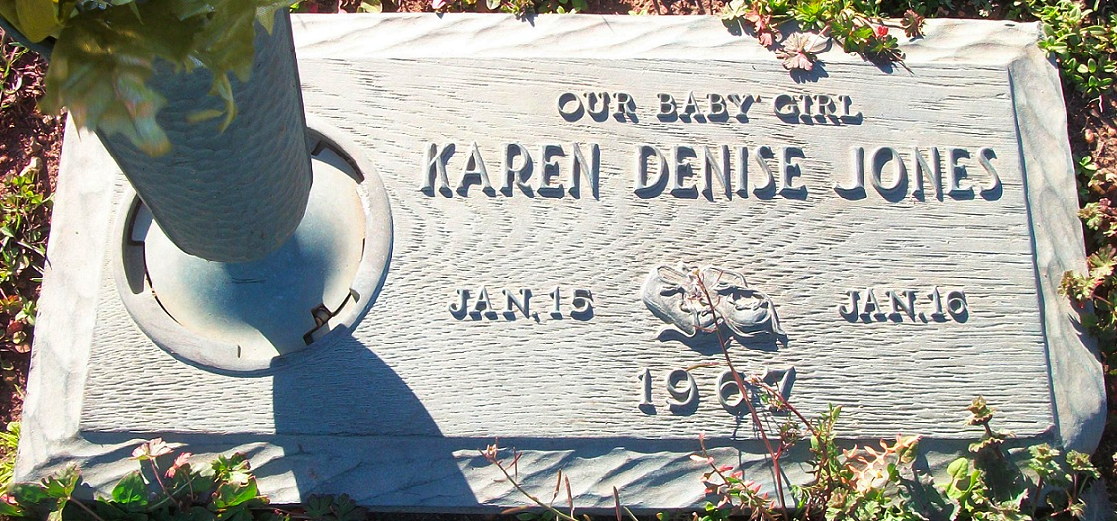 OUR BABY GIRL
KAREN DENISE JONES
JAN. 15 JAN. 16
1967